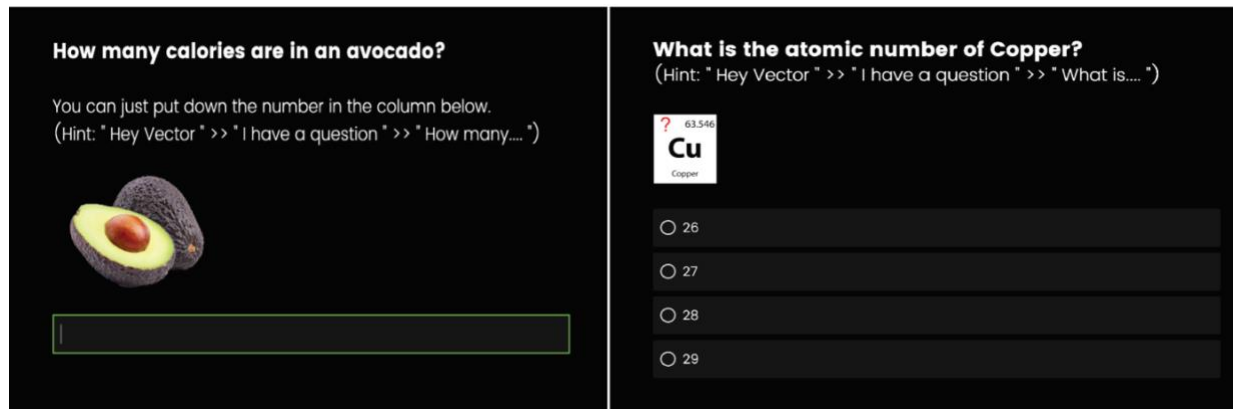 How many calories are in an avocado?
You can just put down the number in the column below.
(Hint: " Hey Vector " >> " I have a question " >> " How many.... ")
What is the atomic number of Copper?
(Hint: " Hey Vector " >> " I have a question " >> " What is.... ")
? 63.546
Cu
Copper
26
27
28
29